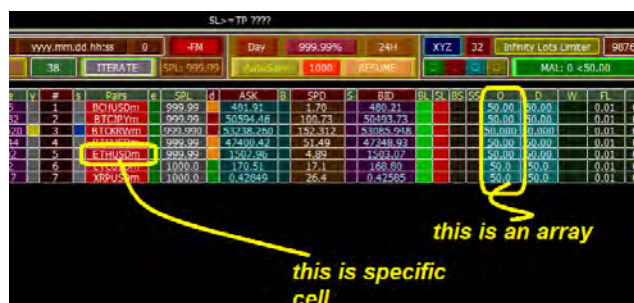 SL>=TP ????
yyyy.mm.dd hh:ss 0 -FM Day 999.99% 24H XYZ 32 Infinity Lots Limiter 9876
38 ITERATE SPL: 999.99 AutoSave 1000 RESUME MAL: 0 <50.00
v # s Pars e SPL d ASK B SPD S BID BL SL BS SS O D W FL
1 BCHUSDm 999.99 481.91 1.70 480.21 50.00 50.00 0.01
2 BTCJPYm 999.99 50594.46 100.73 50493.73 50.00 50.00 0.01
3 BTCKRWm 999.990 53238.260 152.312 53085.948 50.000 0.01
4 999.99 47400.42 51.49 47348.93 50.00 50.00 0.01
5 ETHUSDm 999.99 1507.96 4.89 1503.07 50.00 50.00 0.01
6 1000.0 170.51 17.1 168.80 50.0 50.0 0.01
7 XRPUSDm 1000.0 0.42849 26.4 0.42585 50.0 50.0 0.01
this is an array
this is specific
cell